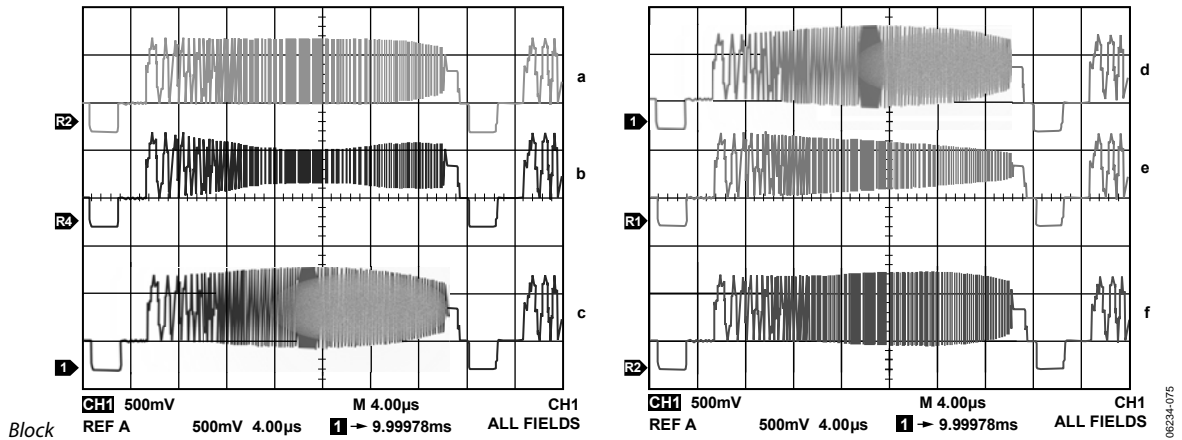 a
R2
b
R4
c
1
CH1 500mV M 4.00µs CH1
REF A 500mV 4.00µs 1 → 9.99978ms ALL FIELDS
d
1
e
R1
f
R2
CH1 500mV M 4.00µs CH1
REF A 500mV 4.00µs 1 → 9.99978ms ALL FIELDS
06234-075
Block